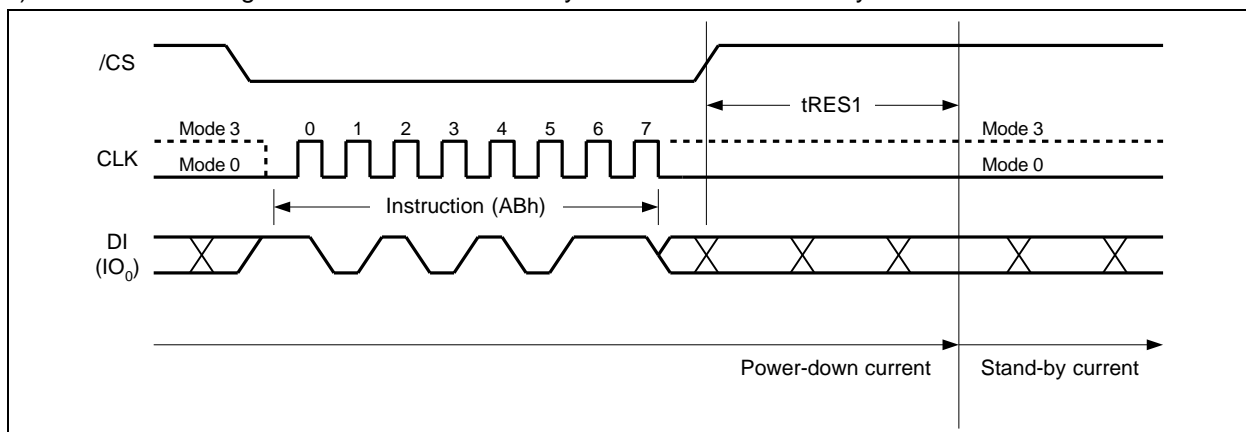 /CS
tRES1
Mode 3 0 1 2 3 4 5 6 7 Mode 3
CLK
Mode 0 Mode 0
Instruction (ABh)
DI
(IO0)
Power-down current Stand-by current